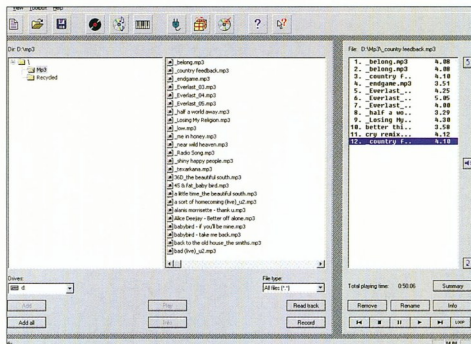 View Toolbox Help
Dir D:\mp3
\
Mp3
Recycled
_belong.mp3
_country feedback.mp3
_endgame.mp3
_Everlast_03.mp3
_Everlast_04.mp3
_Everlast_05.mp3
_half a world away.mp3
_Losing My Religion.mp3
_low.mp3
_me in honey.mp3
_near wild heaven.mp3
_Radio Song.mp3
_shiny happy people.mp3
_texarkana.mp3
36D_the beautiful south.mp3
45 & fat_baby bird.mp3
a little time_the beautiful south.mp3
a sort of homecoming (live)_u2.mp3
alanis morrisette - thank u.mp3
Alice Deejay - Better off alone.mp3
babybird - if you'll be mine.mp3
babybird - take me back.mp3
back to the old house_the smiths.mp3
bad (live)_u2.mp3
Drives:
d:
File type:
All files (*.*)
Add
Play
Read track
Add all
Record
File: D:\Mp3\_country feedback.mp3
1. _belong.mp3 4.08
2. _belong.mp3 4.08
3. _country f.. 4.10
4. _endgame.mp3 3.51
5. _Everlast_.. 4.25
6. _Everlast_.. 5.05
7. _Everlast_.. 4.08
8. _half a wo.. 3.29
9. _Losing My.. 4.30
10. better thi.. 3.58
11. cry remix... 4.12
12. _country f.. 4.10
Total playing time: 0:50.06
Summary
Remove
Rename
Info
LOOP
NUM